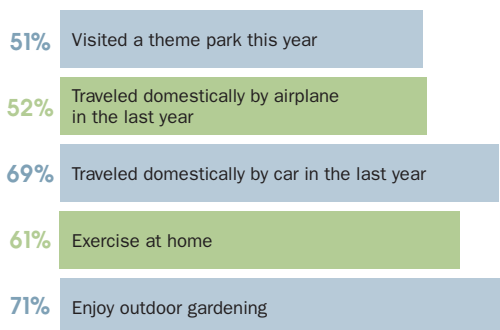 51% Visited a theme park this year
52% Traveled domestically by airplane
in the last year
69% Traveled domestically by car in the last year
61% Exercise at home
71% Enjoy outdoor gardening